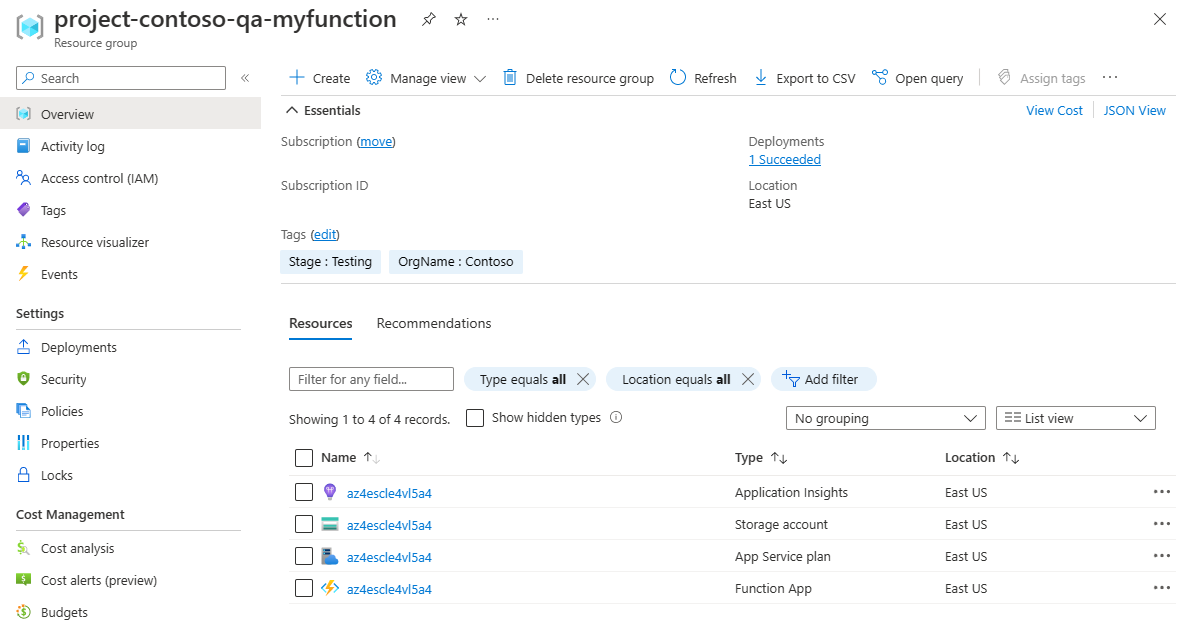 project-contoso-qa-myfunction
Resource group
Search
Overview
Activity log
Access control (IAM)
Tags
Resource visualizer
Events
Settings
Deployments
Security
Policies
Properties
Locks
Cost Management
Cost analysis
Cost alerts (preview)
Budgets
Create Manage view Delete resource group Refresh Export to CSV Open query Assign tags
Essentials View Cost JSON View
Subscription (move)
Subscription ID
Deployments
1 Succeeded
Location
East US
Tags (edit)
Stage : Testing OrgName : Contoso
Resources Recommendations
Filter for any field... Type equals all Location equals all Add filter
Showing 1 to 4 of 4 records. Show hidden types No grouping List view
Name Type Location
az4escle4vl5a4 Application Insights East US
az4escle4vl5a4 Storage account East US
az4escle4vl5a4 App Service plan East US
az4escle4vl5a4 Function App East US